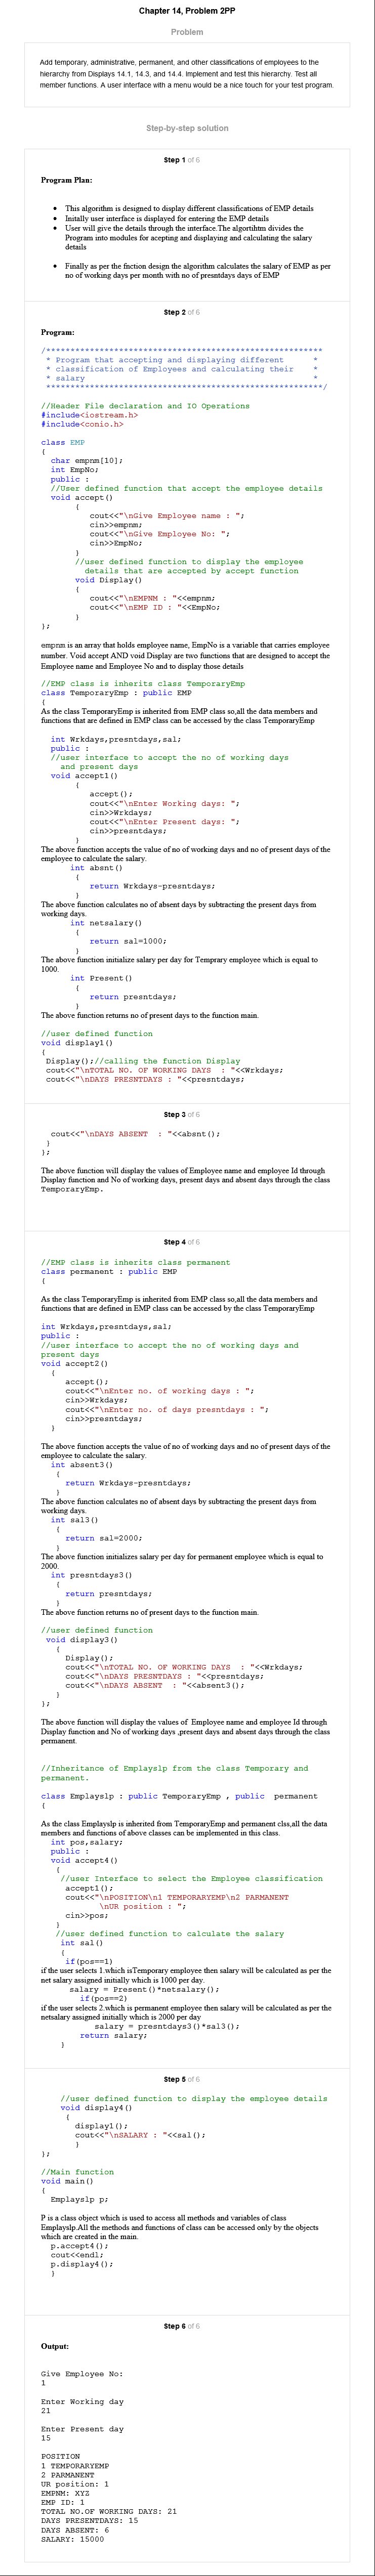 Chapter 14, Problem 2PP
Problem
Add temporary, administrative, permanent, and other classifications of employees to the
hierarchy from Displays 14.1, 14.3, and 14.4. Implement and test this hierarchy. Test all
member functions. A user interface with a menu would be a nice touch for your test program.
Step-by-step solution
Step 1 of 6
Program Plan:
• This algorithm is designed to display different classifications of EMP details
• Initally user interface is displayed for entering the EMP details
• User will give the details through the interface.The algortihtm divides the
Program into modules for acepting and displaying and calculating the salary
details
• Finally as per the fuction design the algorithm calculates the salary of EMP as per
no of working days per month with no of presntdays days of EMP
Step 2 of 6
Program:
/*********************************************************
* Program that accepting and displaying different *
* classification of Employees and calculating their *
* salary *
*********************************************************/
//Header File declaration and IO Operations
#include<iostream.h>
#include<conio.h>
class EMP
{
char empnm[10];
int EmpNo;
public :
//User defined function that accept the employee details
void accept()
{
cout<<"\nGive Employee name : ";
cin>>empnm;
cout<<"\nGive Employee No: ";
cin>>EmpNo;
}
//user defined function to display the employee
details that are accepted by accept function
void Display()
{
cout<<"\nEMPNM : "<<empnm;
cout<<"\nEMP ID : "<<EmpNo;
}
};
empnm is an array that holds employee name, EmpNo is a variable that carries employee
number. Void accept AND void Display are two functions that are designed to accept the
Employee name and Employee No and to display those details
//EMP class is inherits class TemporaryEmp
class TemporaryEmp : public EMP
{
As the class TemporaryEmp is inherited from EMP class so,all the data members and
functions that are defined in EMP class can be accessed by the class TemporaryEmp
int Wrkdays,presntdays,sal;
public :
//user interface to accept the no of working days
and present days
void accept1()
{
accept();
cout<<"\nEnter Working days: ";
cin>>Wrkdays;
cout<<"\nEnter Present days: ";
cin>>presntdays;
}
The above function accepts the value of no of working days and no of present days of the
employee to calculate the salary.
int absnt()
{
return Wrkdays-presntdays;
}
The above function calculates no of absent days by subtracting the present days from
working days.
int netsalary()
{
return sal=1000;
}
The above function initialize salary per day for Temprary employee which is equal to
1000.
int Present()
{
return presntdays;
}
The above function returns no of present days to the function main.
//user defined function
void display1()
{
Display();//calling the function Display
cout<<"\nTOTAL NO. OF WORKING DAYS : "<<Wrkdays;
cout<<"\nDAYS PRESNTDAYS : "<<presntdays;
Step 3 of 6
cout<<"\nDAYS ABSENT : "<<absnt();
}
};
The above function will display the values of Employee name and employee Id through
Display function and No of working days, present days and absent days through the class
TemporaryEmp.
Step 4 of 6
//EMP class is inherits class permanent
class permanent : public EMP
{
As the class TemporaryEmp is inherited from EMP class so,all the data members and
functions that are defined in EMP class can be accessed by the class TemporaryEmp
int Wrkdays,presntdays,sal;
public :
//user interface to accept the no of working days and
present days
void accept2()
{
accept();
cout<<"\nEnter no. of working days : ";
cin>>Wrkdays;
cout<<"\nEnter no. of days presntdays : ";
cin>>presntdays;
}
The above function accepts the value of no of working days and no of present days of the
employee to calculate the salary.
int absent3()
{
return Wrkdays-presntdays;
}
The above function calculates no of absent days by subtracting the present days from
working days.
int sal3()
{
return sal=2000;
}
The above function initializes salary per day for permanent employee which is equal to
2000.
int presntdays3()
{
return presntdays;
}
The above function returns no of present days to the function main.
//user defined function
void display3()
{
Display();
cout<<"\nTOTAL NO. OF WORKING DAYS : "<<Wrkdays;
cout<<"\nDAYS PRESNTDAYS : "<<presntdays;
cout<<"\nDAYS ABSENT : "<<absent3();
}
};
The above function will display the values of Employee name and employee Id through
Display function and No of working days ,present days and absent days through the class
permanent.
//Inheritance of Emplayslp from the class Temporary and
permanent.
class Emplayslp : public TemporaryEmp , public permanent
{
As the class Emplayslp is inherited from TemporaryEmp and permanent clss,all the data
members and functions of above classes can be implemented in this class.
int pos,salary;
public :
void accept4()
{
//user Interface to select the Employee classification
accept1();
cout<<"\nPOSITION\n1 TEMPORARYEMP\n2 PARMANENT
\nUR position : ";
cin>>pos;
}
//user defined function to calculate the salary
int sal()
{
if(pos==1)
if the user selects 1.which isTemporary employee then salary will be calculated as per the
net salary assigned initially which is 1000 per day.
salary = Present()*netsalary();
if(pos==2)
if the user selects 2.which is permanent employee then salary will be calculated as per the
netsalary assigned initially which is 2000 per day
salary = presntdays3()*sal3();
return salary;
}
Step 5 of 6
//user defined function to display the employee details
void display4()
{
display1();
cout<<"\nSALARY : "<<sal();
}
};
//Main function
void main()
{
Emplayslp p;
P is a class object which is used to access all methods and variables of class
Emplayslp.All the methods and functions of class can be accessed only by the objects
which are created in the main.
p.accept4();
cout<<endl;
p.display4();
}
Step 6 of 6
Output:
Give Employee No:
1
Enter Working day
21
Enter Present day
15
POSITION
1 TEMPORARYEMP
2 PARMANENT
UR position: 1
EMPNM: XYZ
EMP ID: 1
TOTAL NO.OF WORKING DAYS: 21
DAYS PRESENTDAYS: 15
DAYS ABSENT: 6
SALARY: 15000